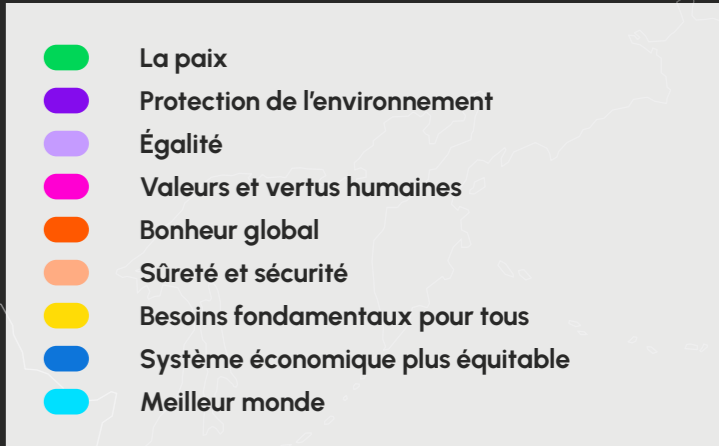 La paix
Protection de l'environnement
Égalité
Valeurs et vertus humaines
Bonheur global
Sûreté et sécurité
Besoins fondamentaux pour tous
Système économique plus équitable
Meilleur monde